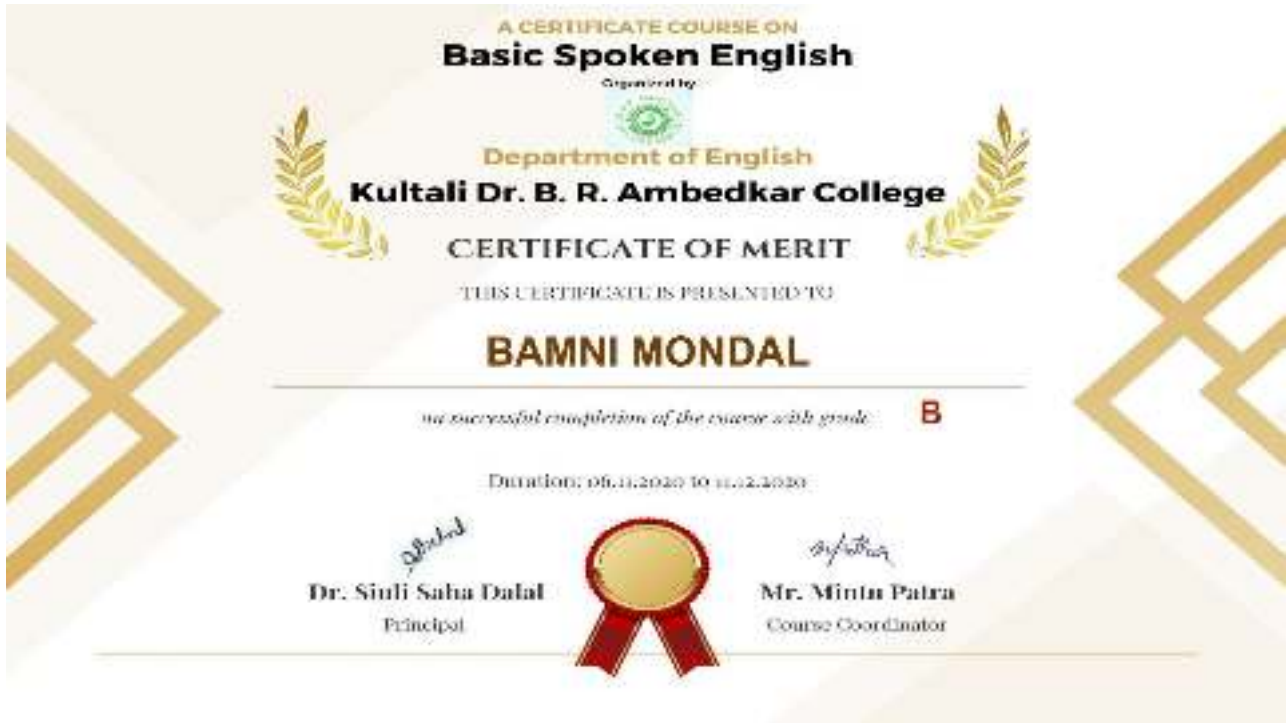 A CERTIFICATE COURSE ON
Basic Spoken English
Organized by
Department of English
Kultali Dr. B. R. Ambedkar College
CERTIFICATE OF MERIT
THIS CERTIFICATE IS PRESENTED TO
BAMNI MONDAL
on successful completion of the course with grade B
Duration: 06.11.2020 to 11.12.2020
Dr. Siuli Saha Dalal Mr. Mintu Patra
Principal Course Coordinator